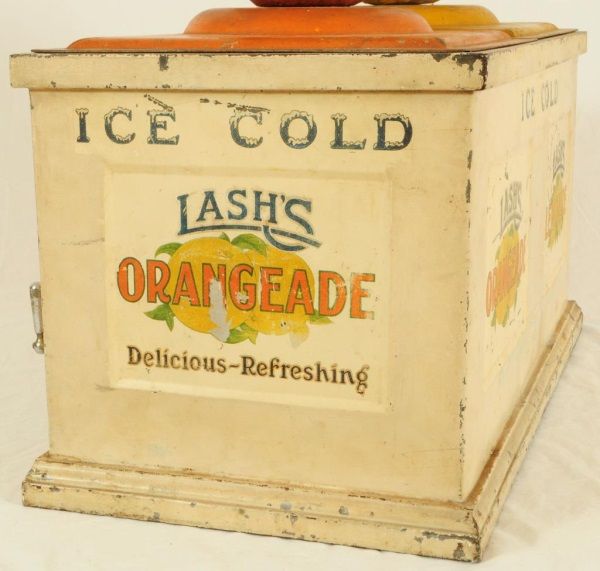 ICE COLD
LASH'S
ORANGEADE
Delicious~Refreshing
ICE COLD
LASH'S
ORANGEADE